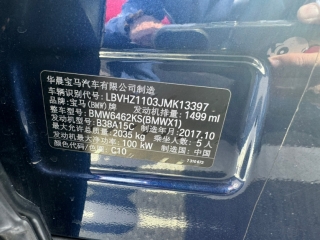 华晨宝马汽车有限公司制造
车辆识别代号: LBVHZ1103JMK13397
品牌: 宝马(BMW)牌 发动机排量: 1499 ml
车辆型号: BMW6462KS(BMWX1)
发动机型号: B38A15C 制造年月: 2017.10
最大允许总质量: 2035 kg 乘坐人数: 5 人
发动机最大净功率: 100 kW 制造国: 中国
颜色代码/色漆: C10